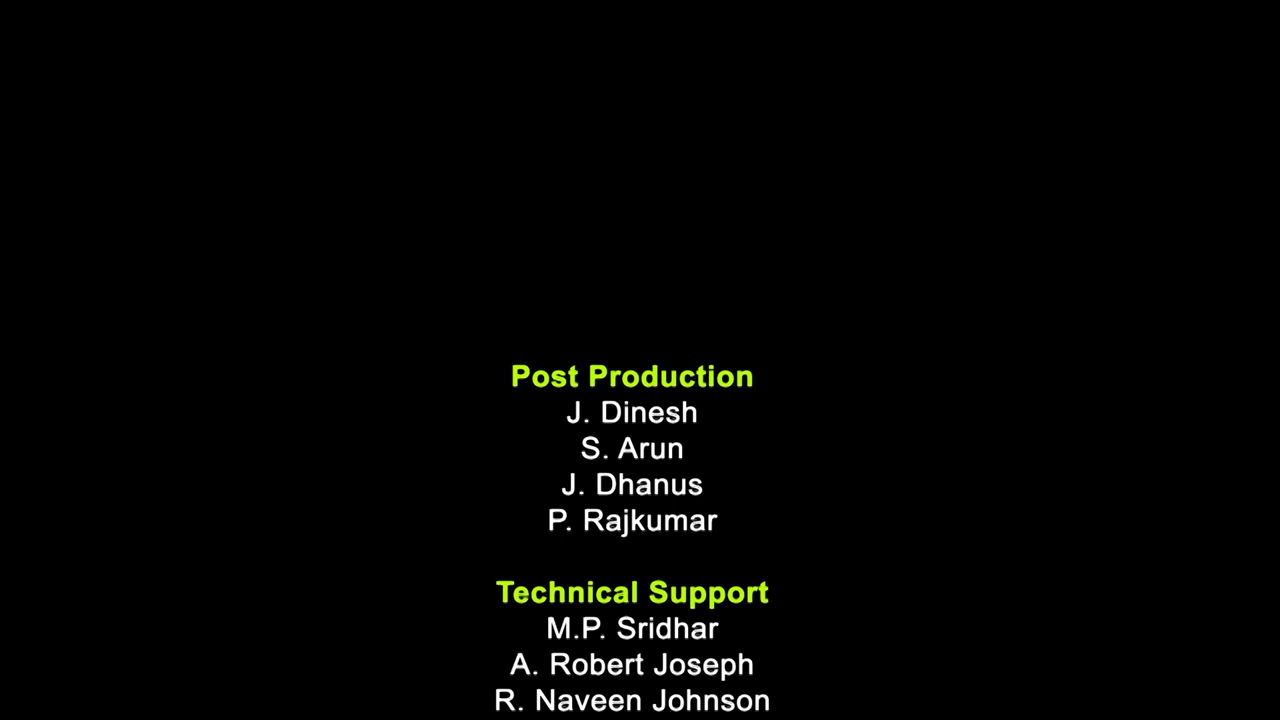 Post Production
J. Dinesh
S. Arun
J. Dhanus
P. Rajkumar
Technical Support
M.P. Sridhar
A. Robert Joseph
R. Naveen Johnson